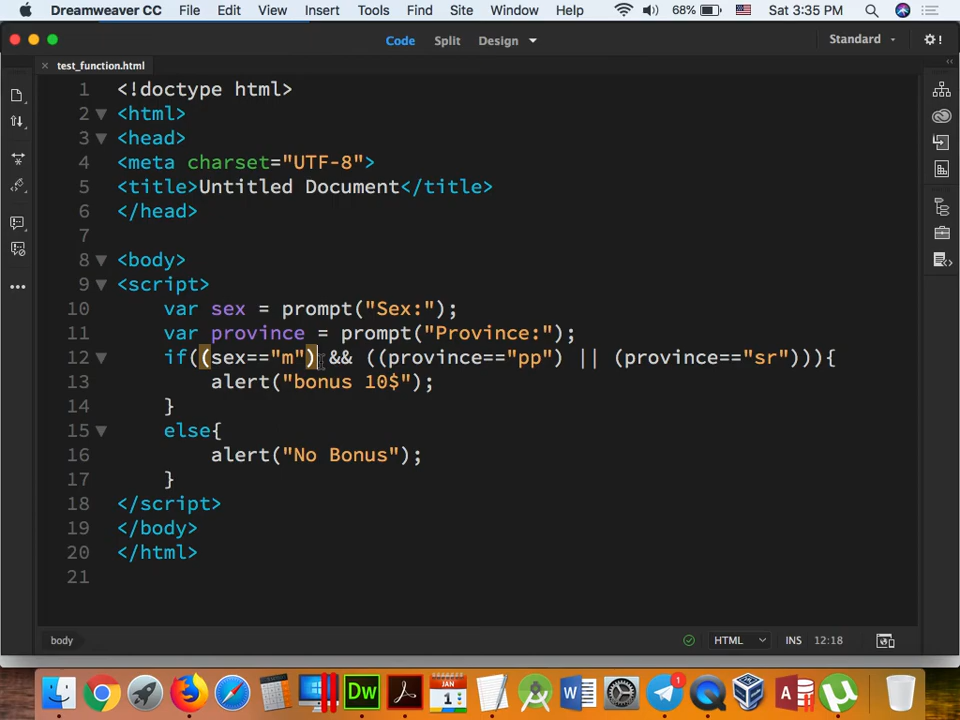 Dreamweaver CC File Edit View Insert Tools Find Site Window Help 68% Sat 3:35 PM
Code Split Design Standard
test_function.html
1 <!doctype html>
2 <html>
3 <head>
4 <meta charset="UTF-8">
5 <title>Untitled Document</title>
6 </head>
7
8 <body>
9 <script>
10 var sex = prompt("Sex:");
11 var province = prompt("Province:");
12 if((sex=="m") && ((province=="pp") || (province=="sr"))){
13 alert("bonus 10$");
14 }
15 else{
16 alert("No Bonus");
17 }
18 </script>
19 </body>
20 </html>
21
body HTML INS 12:18
JAN
1
Dw
W
A
1